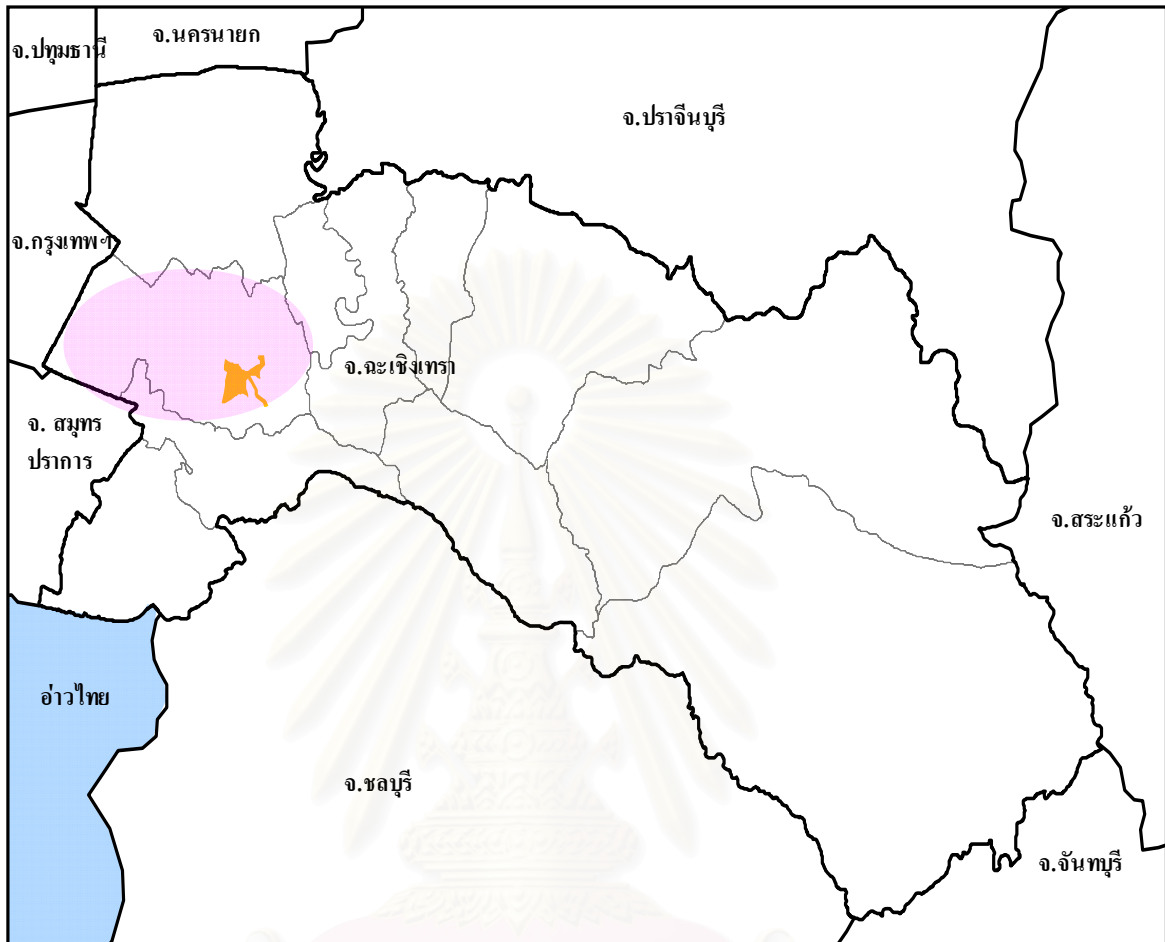 จ.ปทุมธานี
จ.นครนายก
จ.ปราจีนบุรี
จ.กรุงเทพฯ
จ.ฉะเชิงเทรา
จ. สมุทร
ปราการ
จ.สระแก้ว
อ่าวไทย
จ.ชลบุรี
จ.จันทบุรี